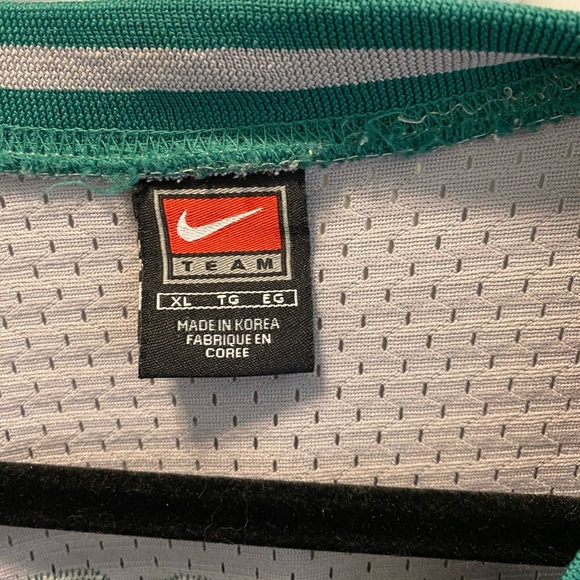 TEAM
XL TG EG
MADE IN KOREA
FABRIQUE EN
COREE